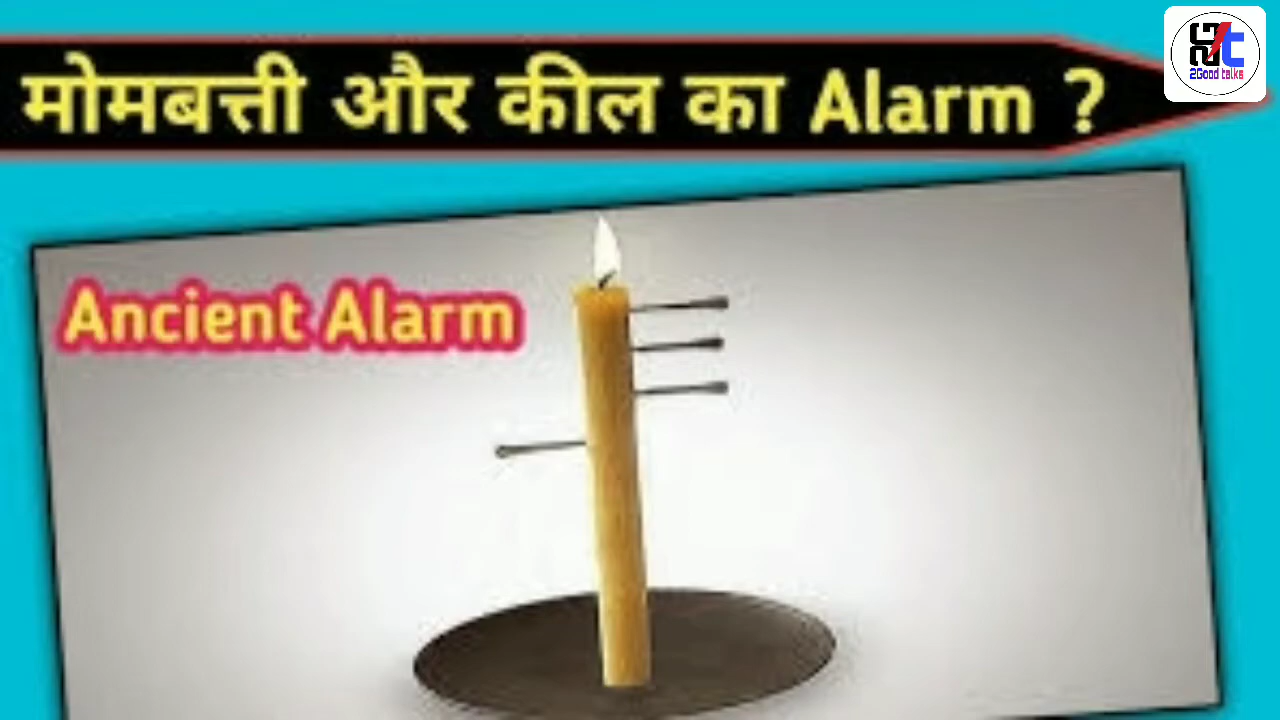 मोमबत्ती और कील का Alarm ?
2Good talks
Ancient Alarm